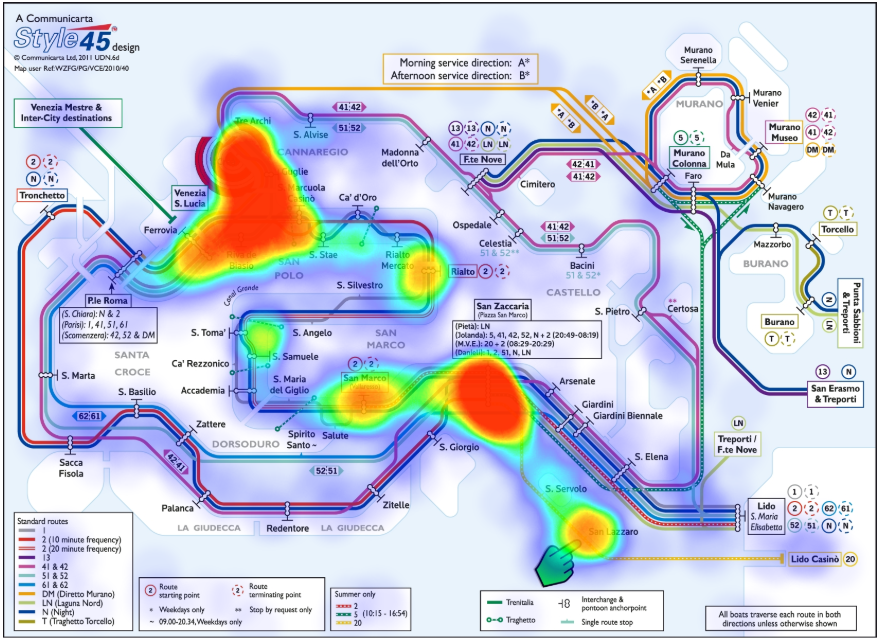 A Communicarta
Style45 design
© Communicarta Ltd, 2011 UDN.6d
Map user Ref:WZFG/PG/VCE/2010/40
Morning service direction: A*
Afternoon service direction: B*
Venezia Mestre &
Inter-City destinations
Murano
Serenella
Murano
Venier
*A *B
MURANO
*B *A
*A *B
Murano
Museo
42 41
41 42
DM DM
Da
Mula
5 5
Murano
Colonna
Faro
Murano
Navagero
Tre Archi
41 42
S. Alvise
51 52
CANNAREGIO
Madonna
dell'Orto
13 13 N N
41 42 LN LN
F.te Nove
42 41
41 42
Cimitero
2 2
N N
Tronchetto
Guglie
Marcuola
Casinò
Venezia
S. Lucia
Ferrovia
Biasio
Ca' d'Oro
S. Stae
SAN
POLO
Rialto
Mercato
Rialto
2 2
Ospedale
Celestia
51 & 52**
41 42
51 52
Bacini
51 & 52*
CASTELLO
T T
Torcello
Mazzorbo
BURANO
Burano
T T
N
LN
Punta Sabbioni
& Treporti
P.le Roma
(S. Chiara): N & 2
(Parisi): 1, 41, 51, 61
(Scomenzera): 42, 52 & DM
Canal Grande
S. Silvestro
S. Toma'
S. Angelo
SAN
MARCO
S. Samuele
Ca' Rezzonico
Accademia
S. Maria
del Giglio
San Zaccaria
(Piazza San Marco)
(Pietà): LN
(Jolanda): 5, 41, 42, 52, N + 2 (20:49-08:19)
(M.V.E.): 20 + 2 (08:29-20:29)
(Danieli): 1, 2, 51, N, LN
S. Pietro
**
Certosa
13 N
San Erasmo
& Treporti
SANTA
CROCE
S. Marta
S. Basilio
62 61
Zattere
DORSODURO
2 2
San Marco
Spirito
Santo ~
Salute
S. Giorgio
Arsenale
Giardini
Giardini Biennale
S. Elena
LN
Treporti /
F.te Nove
Sacca
Fisola
42 41
52 51
Palanca
LA GIUDECCA
Redentore
LA GIUDECCA
Zitelle
S. Servolo
San Lazzaro
Lido
S. Maria
Elisabetta
1 1
2 2 62 61
52 51 N N
Lido Casinò
20
Standard routes
1
2 (10 minute frequency)
2 (20 minute frequency)
13
41 & 42
51 & 52
61 & 62
DM (Diretto Murano)
LN (Laguna Nord)
N (Night)
T (Traghetto Torcello)
2 Route
starting point
2 Route
terminating point
* Weekdays only
** Stop by request only
~ 09.00-20.34, Weekdays only
Summer only
2
5 (10:15 - 16:54)
20
Trenitalia
Traghetto
Interchange &
pontoon anchorpoint
Single route stop
All boats traverse each route in both
directions unless otherwise shown